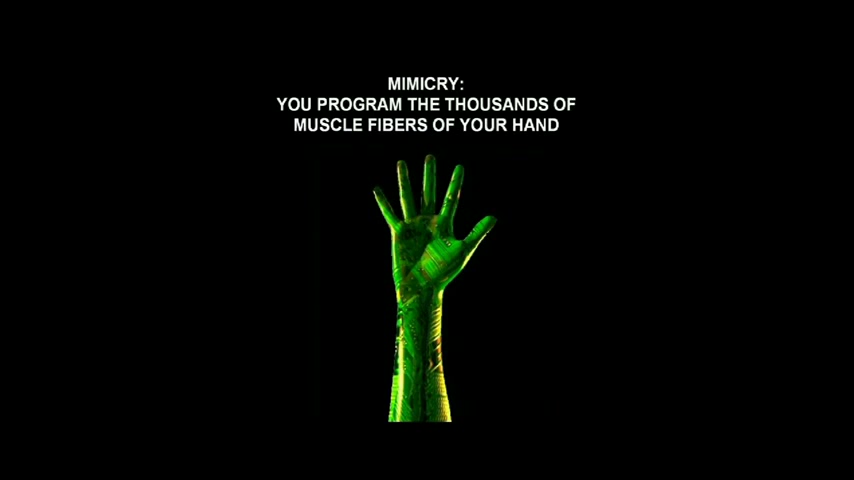 MIMICRY:
YOU PROGRAM THE THOUSANDS OF
MUSCLE FIBERS OF YOUR HAND